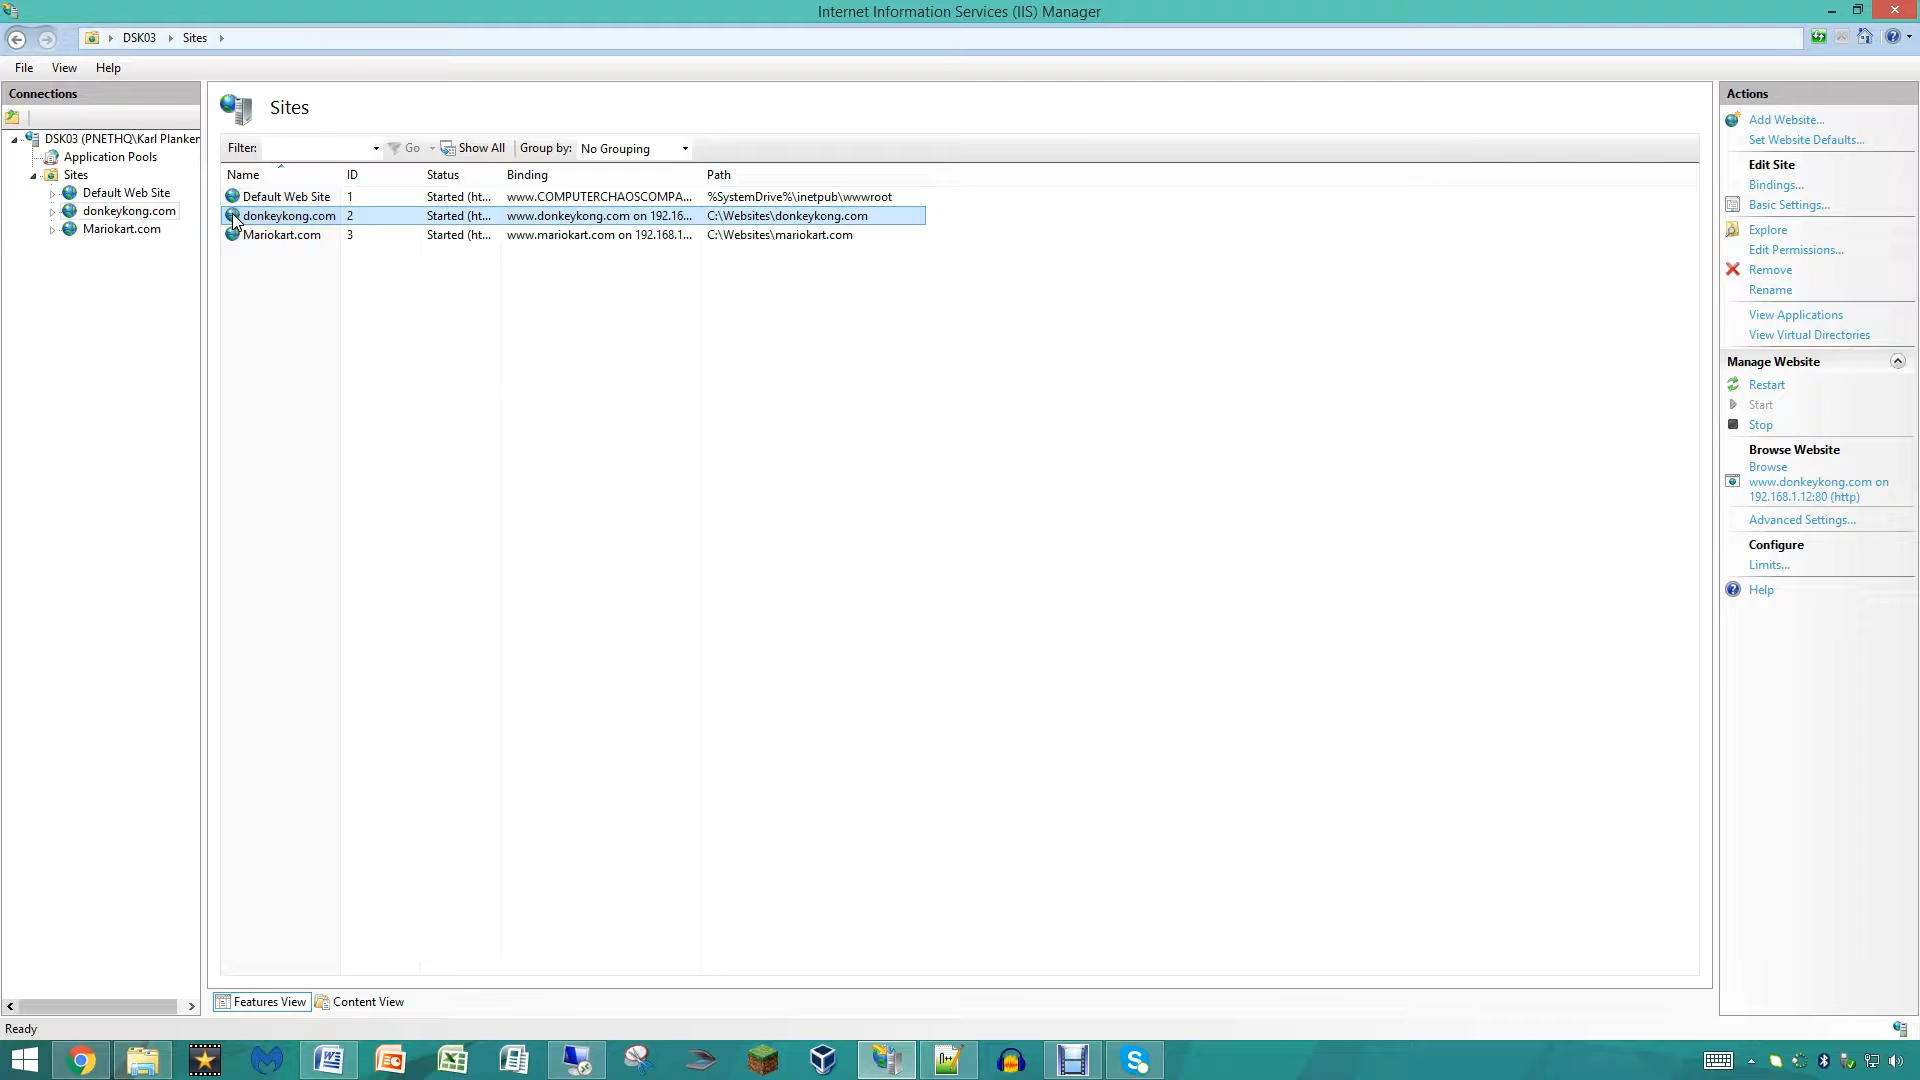 Internet Information Services (IIS) Manager
DSK03 Sites
File View Help
Connections
DSK03 (PNETHQ\Karl Planker
Application Pools
Sites
Default Web Site
donkeykong.com
Mariokart.com
Sites
Filter: Go Show All Group by: No Grouping
Name ID Status Binding Path
Default Web Site 1 Started (ht... www.COMPUTERCHAOSCOMPA... %SystemDrive%\inetpub\wwwroot
donkeykong.com 2 Started (ht... www.donkeykong.com on 192.16... C:\Websites\donkeykong.com
Mariokart.com 3 Started (ht... www.mariokart.com on 192.168.1... C:\Websites\mariokart.com
Features View Content View
Ready
Actions
Add Website...
Set Website Defaults...
Edit Site
Bindings...
Basic Settings...
Explore
Edit Permissions...
Remove
Rename
View Applications
View Virtual Directories
Manage Website
Restart
Start
Stop
Browse Website
Browse
www.donkeykong.com on
192.168.1.12:80 (http)
Advanced Settings...
Configure
Limits...
Help